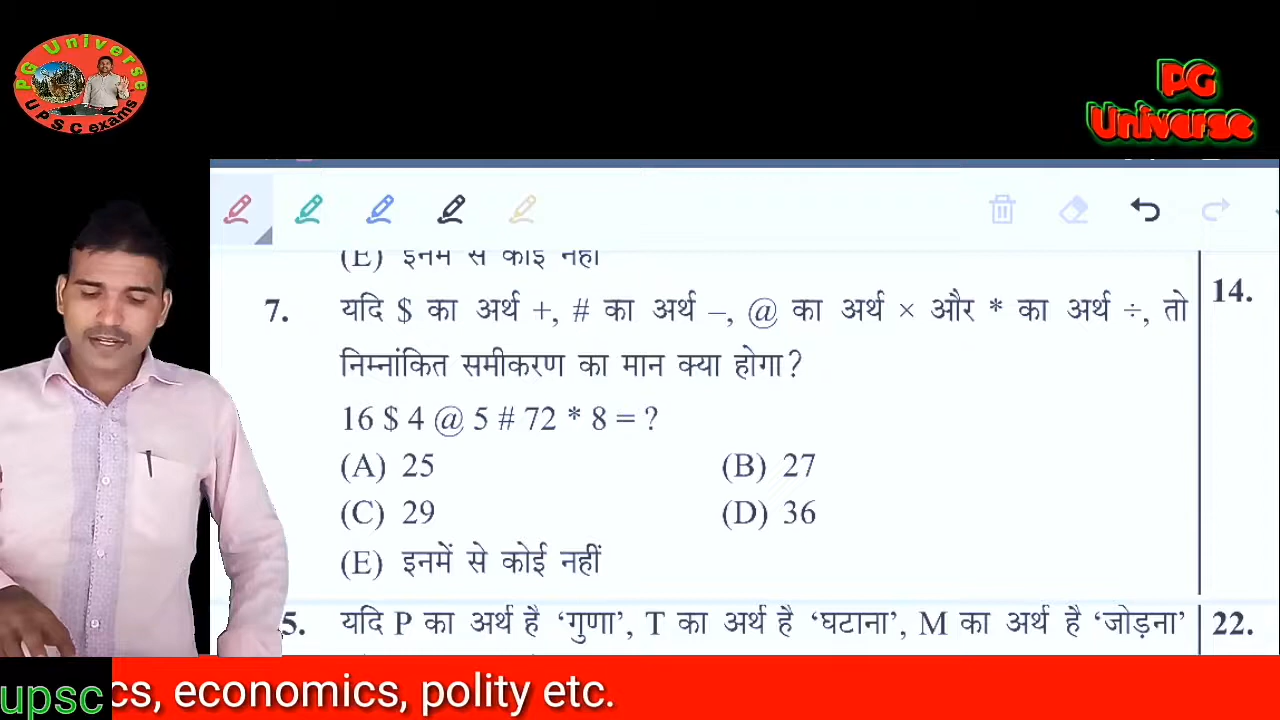 PG Universe
UPSC exams
PG
Universe
(E) इनमें से कोई नहीं
7. यदि $ का अर्थ +, # का अर्थ –, @ का अर्थ × और * का अर्थ ÷, तो
निम्नांकित समीकरण का मान क्या होगा?
16 $ 4 @ 5 # 72 * 8 = ?
(A) 25 (B) 27
(C) 29 (D) 36
(E) इनमें से कोई नहीं
14.
5. यदि P का अर्थ है ‘गुणा’, T का अर्थ है ‘घटाना’, M का अर्थ है ‘जोड़ना’
22.
upsc cs, economics, polity etc.